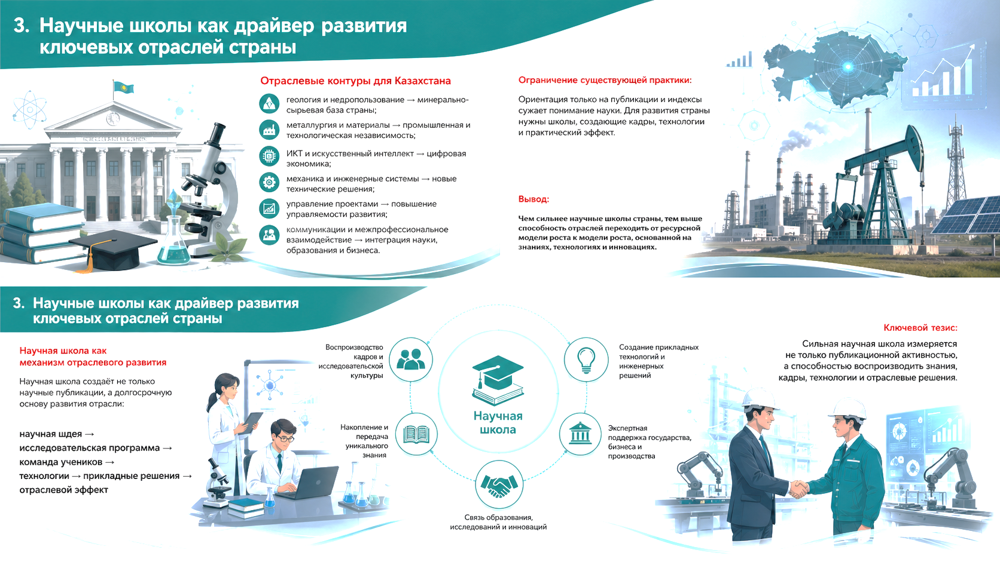 3. Научные школы как драйвер развития
ключевых отраслей страны
Отраслевые контуры для Казахстана
геология и недропользование → минерально-
сырьевая база страны;
металлургия и материалы → промышленная и
технологическая независимость;
ИКТ и искусственный интеллект → цифровая
экономика;
механика и инженерные системы → новые
технические решения;
управление проектами → повышение
управляемости развития;
коммуникации и межпрофессиональное
взаимодействие → интеграция науки,
образования и бизнеса.
Ограничение существующей практики:
Ориентация только на публикации и индексы
сужает понимание науки. Для развития страны
нужны школы, создающие кадры, технологии
и практический эффект.
Вывод:
Чем сильнее научные школы страны, тем выше
способность отраслей переходить от ресурсной
модели роста к модели роста, основанной на
знаниях, технологиях и инновациях.
3. Научные школы как драйвер развития
ключевых отраслей страны
Научная школа как
механизм отраслевого развития
Научная школа создаёт не только
научные публикации, а долгосрочную
основу развития отрасли:
научная шдея →
исследовательская программа →
команда учеников →
технологии → прикладные решения →
отраслевой эффект
Воспроизводство
кадров и
исследовательской
культуры
Накопление и
передача
уникального
знания
Научная
школа
Связь образования,
исследований и инноваций
Создание прикладных
технологий и
инженерных
решений
Экспертная
поддержка государства,
бизнеса и
производства
Ключевой тезис:
Сильная научная школа измеряется
не только публикационной активностью,
а способностью воспроизводить знания,
кадры, технологии и отраслевые решения.